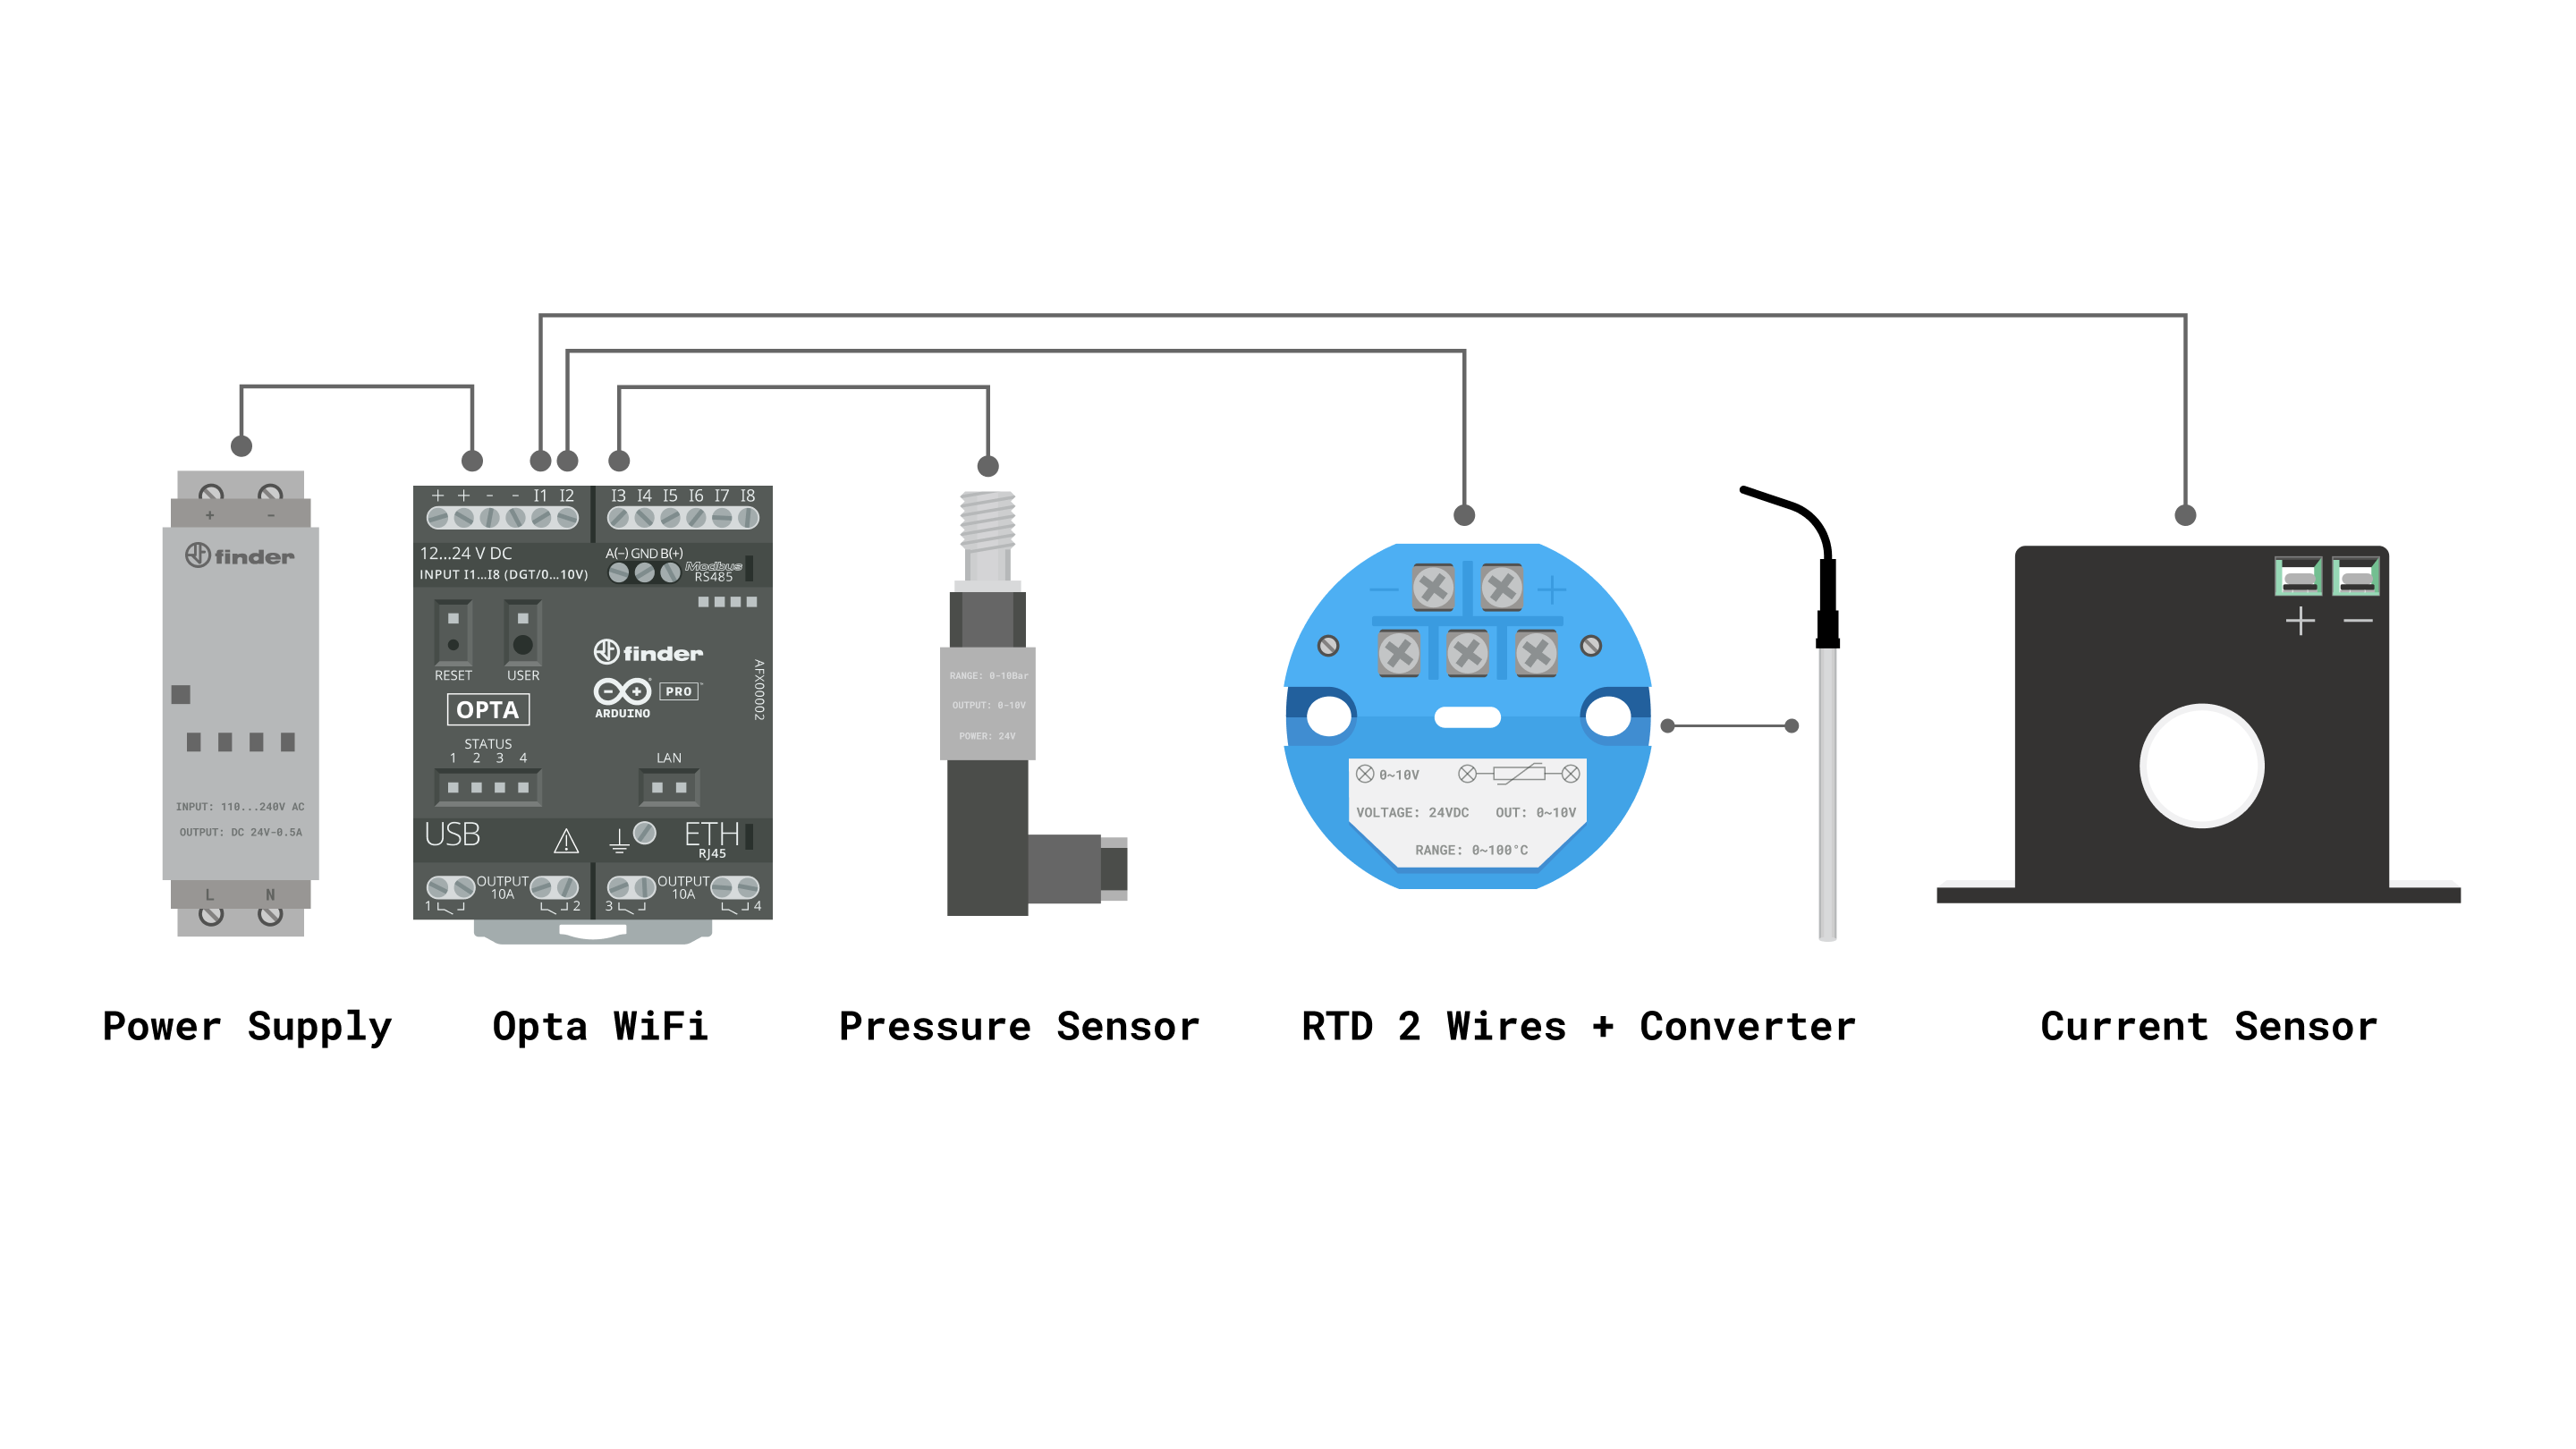 + -
finder
INPUT: 110...240V AC
OUTPUT: DC 24V-0.5A
L N
+ + - - I1 I2 I3 I4 I5 I6 I7 I8
12...24 V DC
INPUT I1...I8 (DGT/0...10V)
A(-) GND B(+)
Modbus
RS485
RESET USER
finder
ARDUINO
PRO
AFX00002
OPTA
STATUS
1 2 3 4
LAN
USB
ETH
RJ45
1 OUTPUT 10A 2
3 OUTPUT 10A 4
RANGE: 0-10Bar
OUTPUT: 0-10V
POWER: 24V
— +
0~10V
VOLTAGE: 24VDC OUT: 0~10V
RANGE: 0~100°C
+ —
Power Supply
Opta WiFi
Pressure Sensor
RTD 2 Wires + Converter
Current Sensor